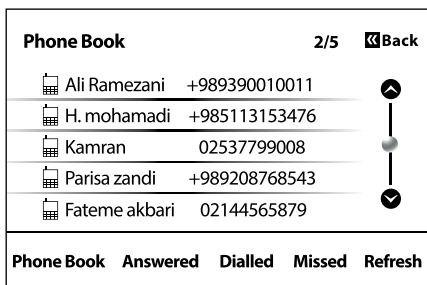 Phone Book 2/5 Back
Ali Ramezani +989390010011
H. mohamadi +985113153476
Kamran 02537799008
Parisa zandi +989208768543
Fateme akbari 02144565879
Phone Book Answered Dialled Missed Refresh